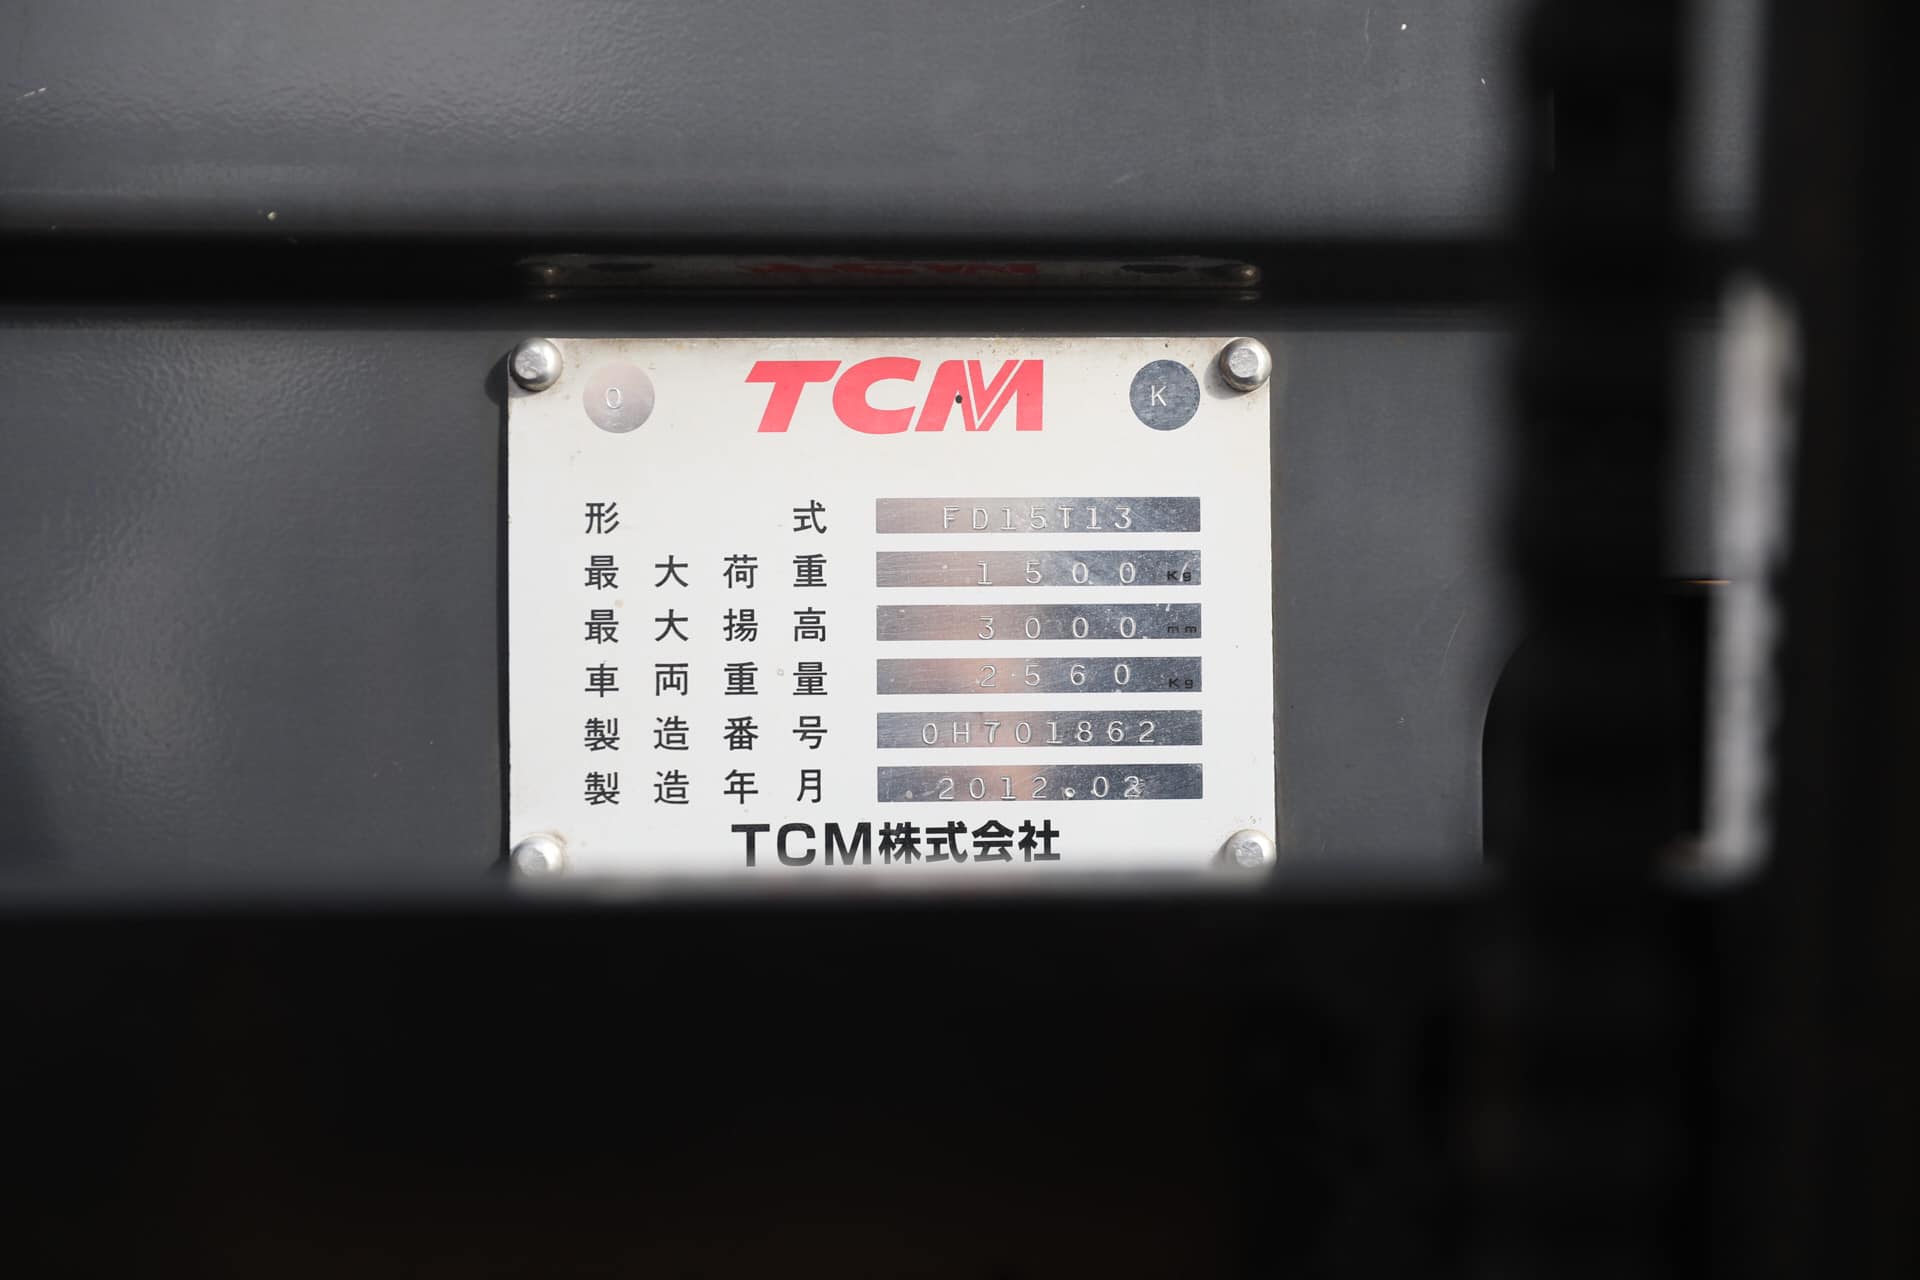 O TCM K
形式 FD15T13
最大荷重 1500 Kg
最大揚高 3000 mm
車両重量 2560 Kg
製造番号 0H701862
製造年月 2012.02
TCM株式会社